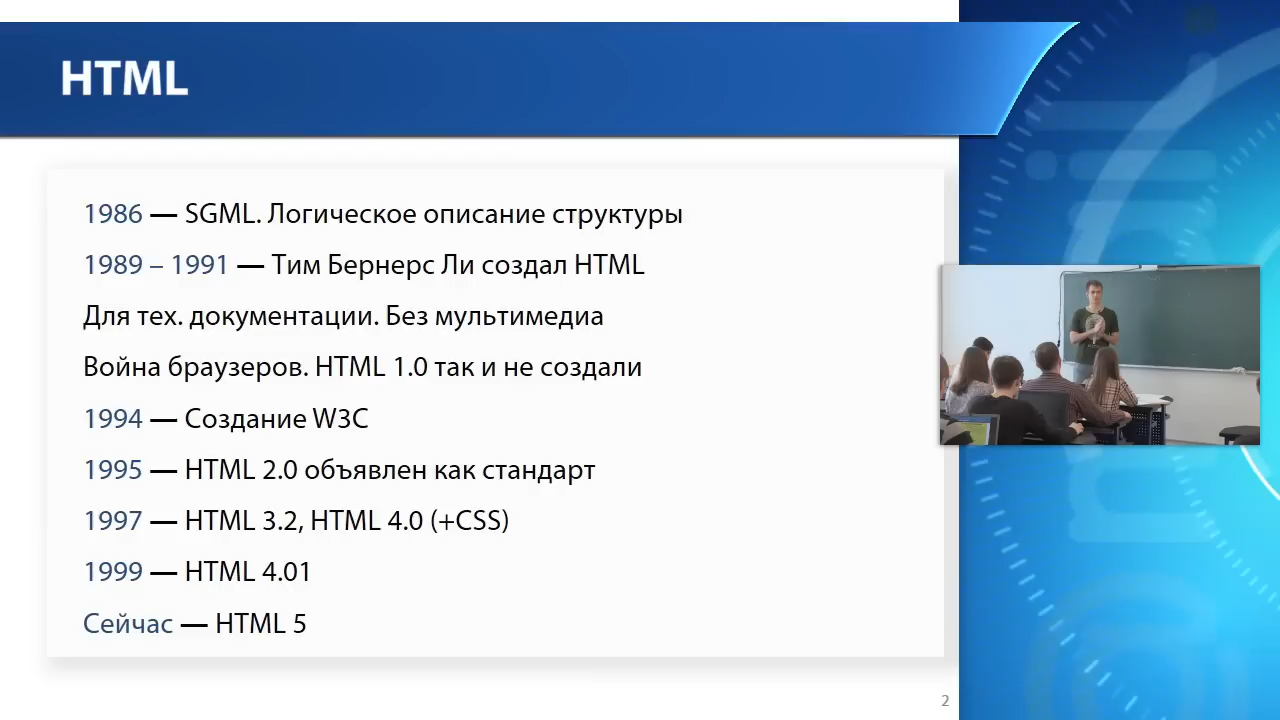 HTML
1986 — SGML. Логическое описание структуры
1989 – 1991 — Тим Бернерс Ли создал HTML
Для тех. документации. Без мультимедиа
Война браузеров. HTML 1.0 так и не создали
1994 — Создание W3C
1995 — HTML 2.0 объявлен как стандарт
1997 — HTML 3.2, HTML 4.0 (+CSS)
1999 — HTML 4.01
Сейчас — HTML 5
2